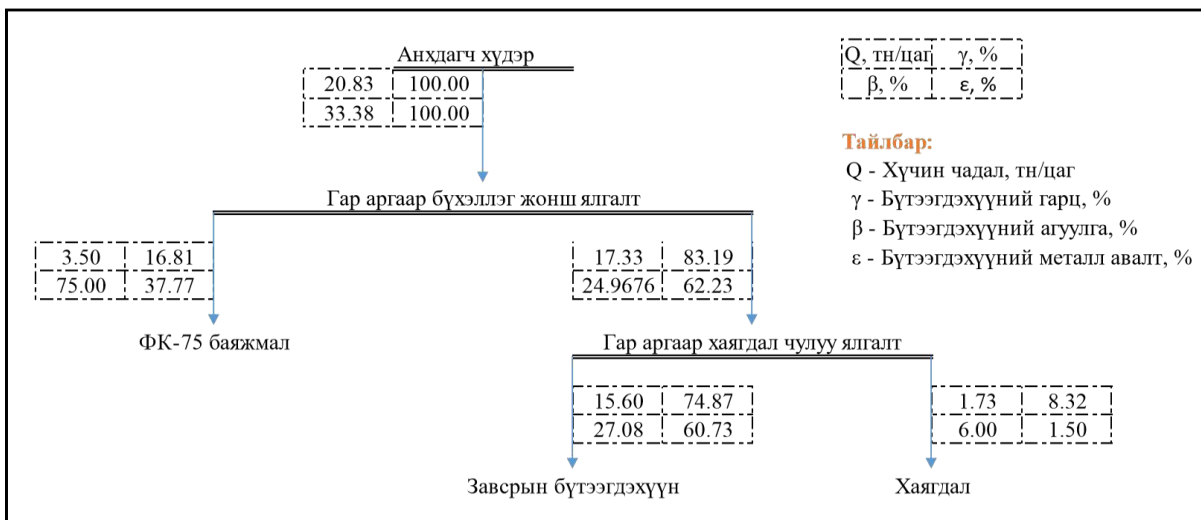 Анхдагч хүдэр
20.83 100.00
33.38 100.00
Q, тн/цаг γ, %
β, % ε, %
Тайлбар:
Q - Хүчин чадал, тн/цаг
γ - Бүтээгдэхүүний гарц, %
β - Бүтээгдэхүүний агуулга, %
ε - Бүтээгдэхүүний металл авалт, %
Гар аргаар бүхэллэг жонш ялгалт
3.50 16.81
75.00 37.77
17.33 83.19
24.9676 62.23
ФК-75 баяжмал
Гар аргаар хаягдал чулуу ялгалт
15.60 74.87
27.08 60.73
1.73 8.32
6.00 1.50
Завсрын бүтээгдэхүүн
Хаягдал